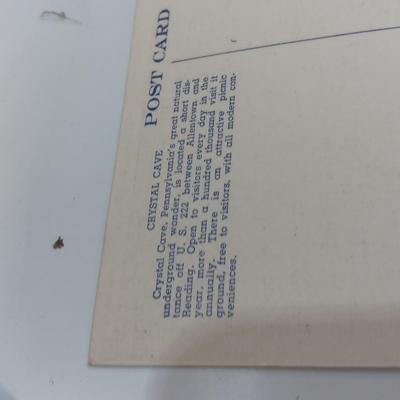 POST CARD
CRYSTAL CAVE
Crystal Cave, Pennsylvania's great natural
underground wonder, is located a short dis-
tance off U. S. 222 between Allentown and
Reading. Open to visitors every day in the
year, more than a hundred thousand visit it
annually. There is an attractive picnic
ground, free to visitors, with all modern con-
veniences.